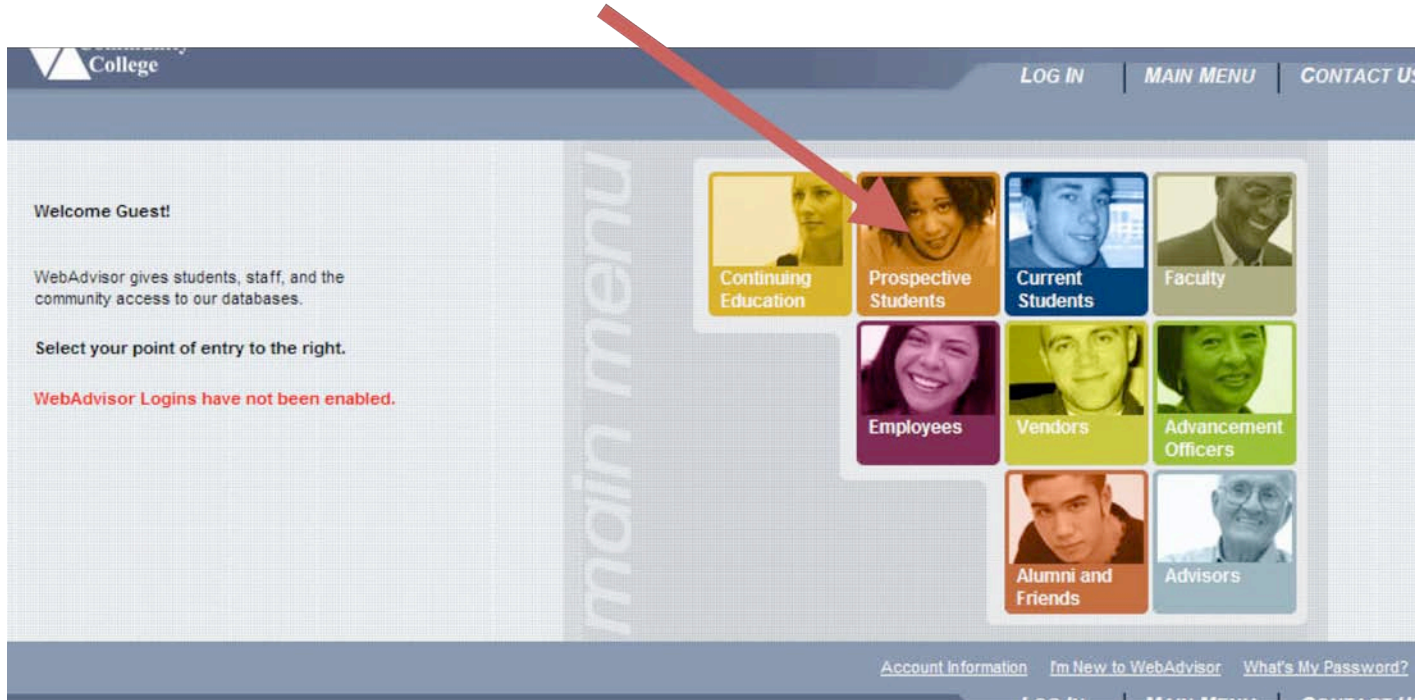 College
LOG IN
MAIN MENU
CONTACT US
Welcome Guest!
WebAdvisor gives students, staff, and the
community access to our databases.
Select your point of entry to the right.
WebAdvisor Logins have not been enabled.
main menu
Continuing
Education
Prospective
Students
Current
Students
Faculty
Employees
Vendors
Advancement
Officers
Alumni and
Friends
Advisors
Account Information
I'm New to WebAdvisor
What's My Password?